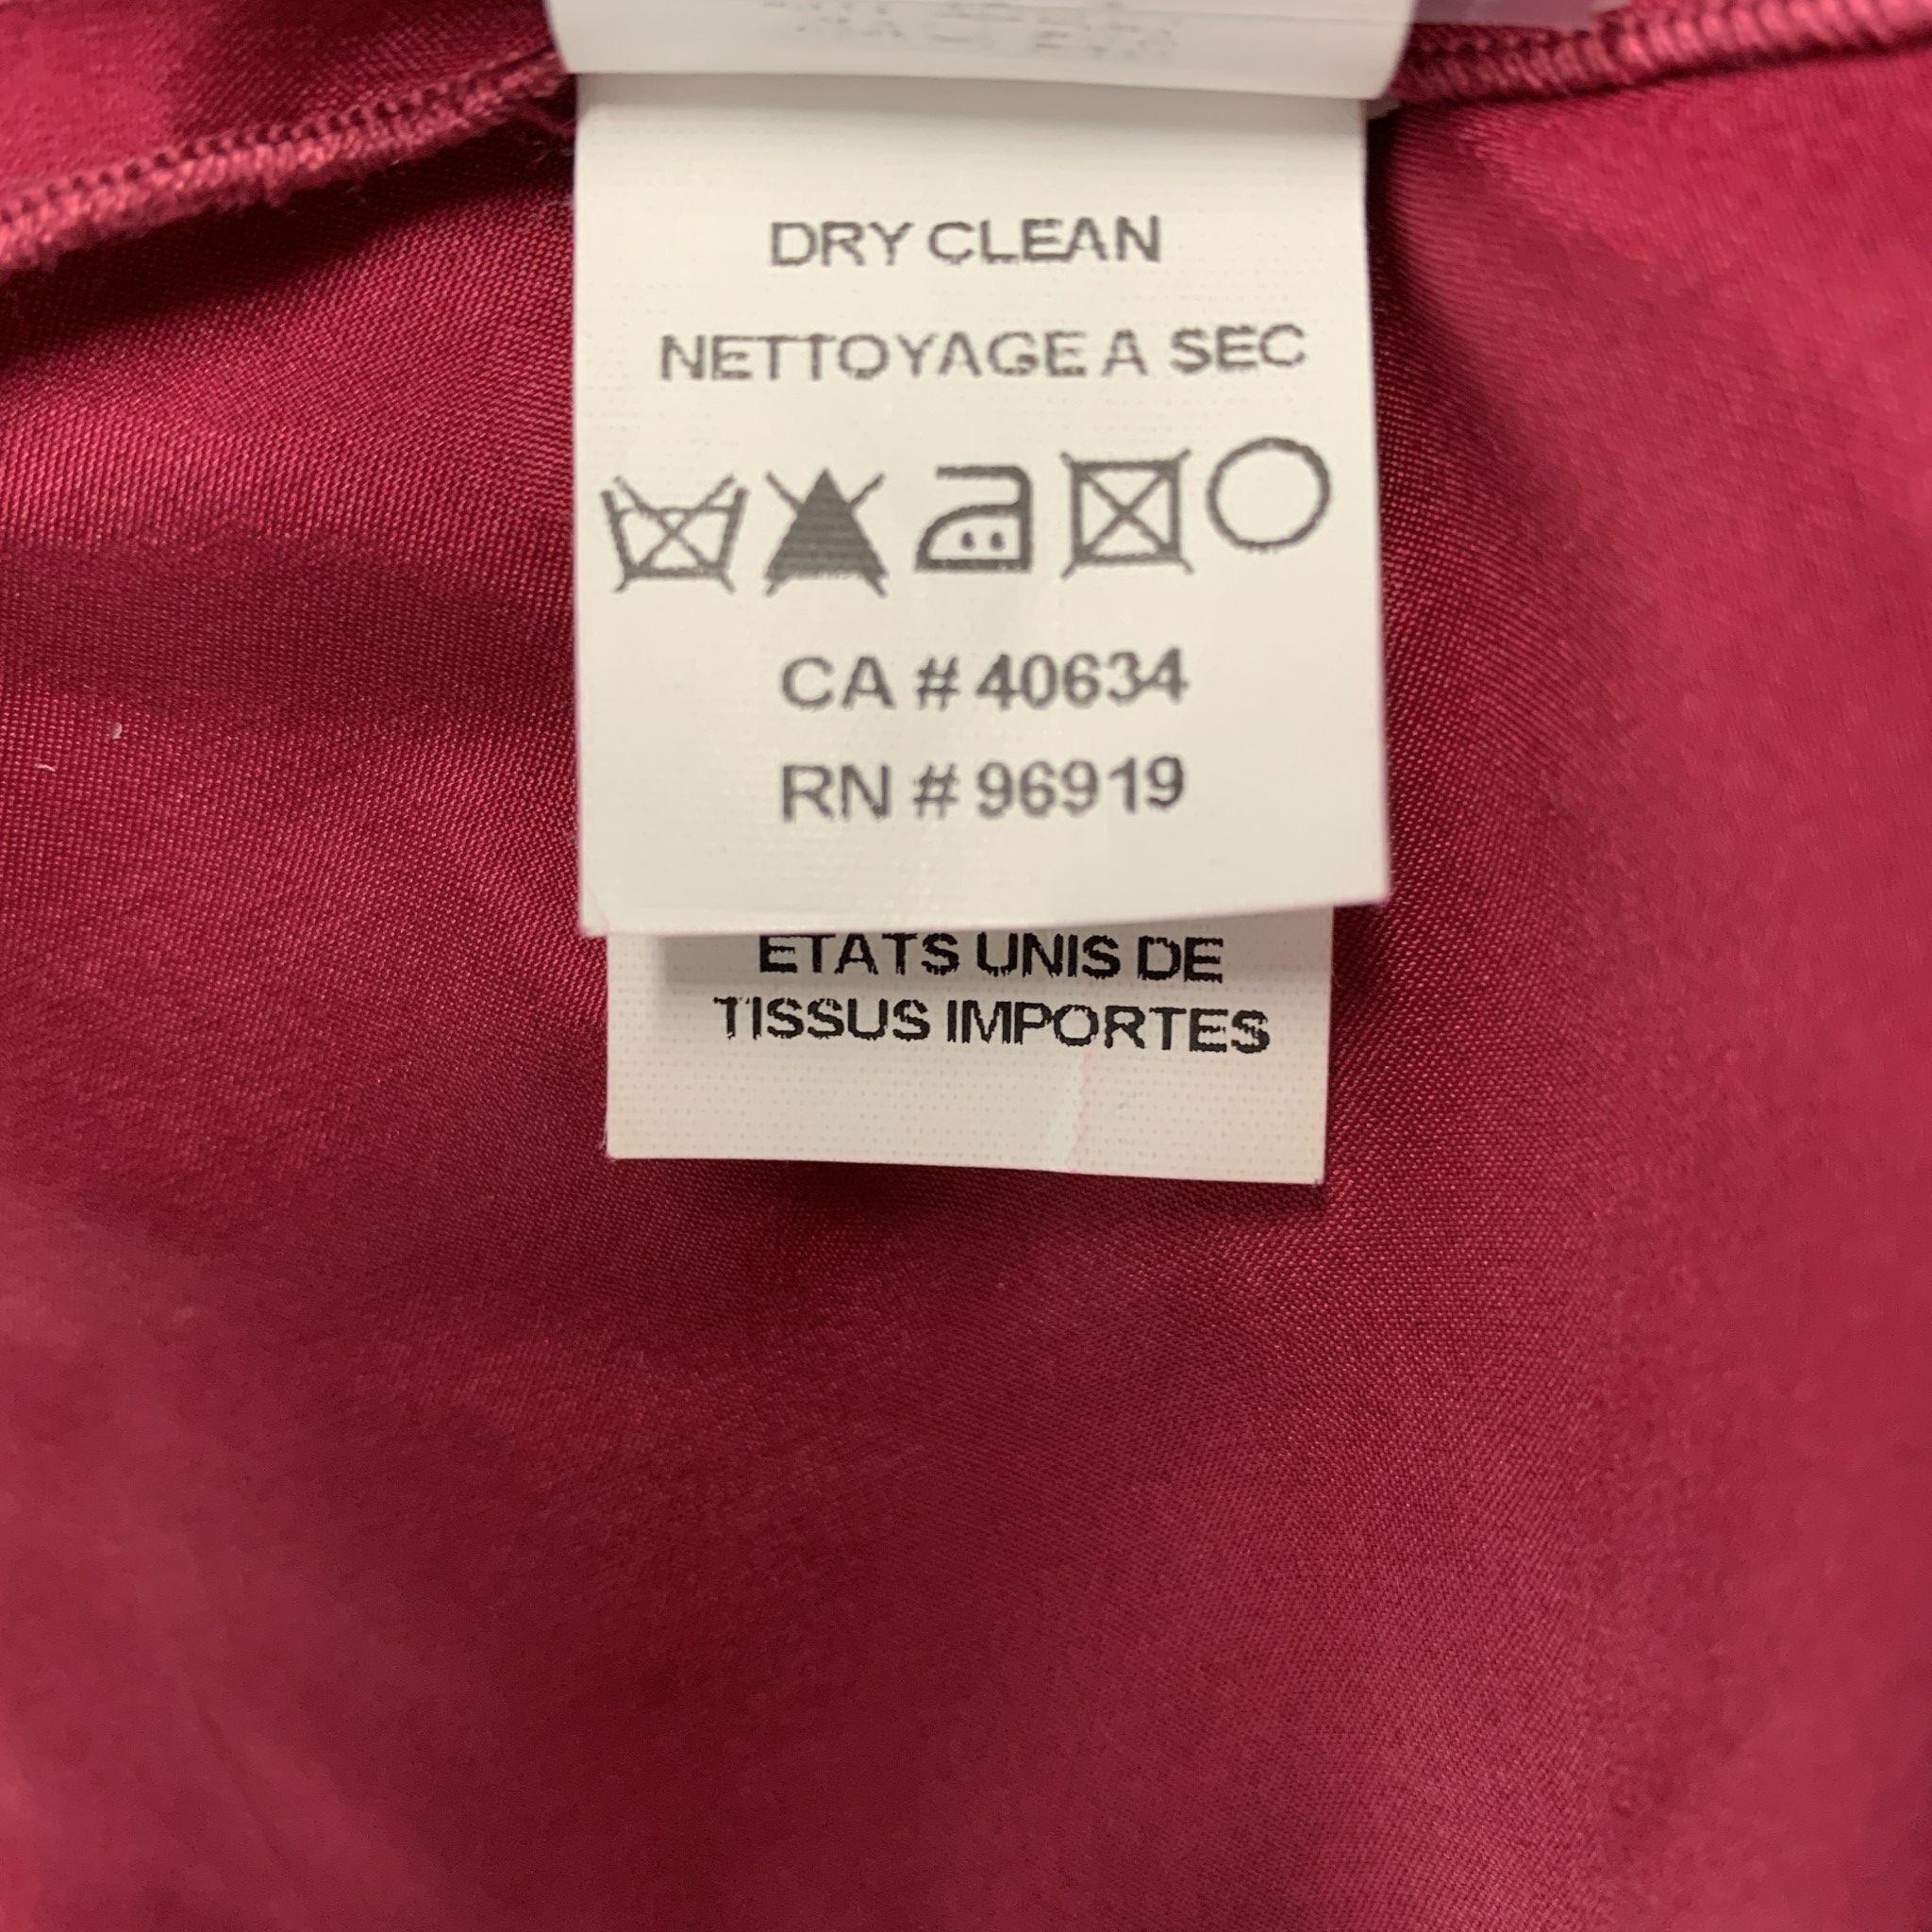 DRY CLEAN
NETTOYAGE A SEC
CA # 40634
RN # 96919
ETATS UNIS DE
TISSUS IMPORTES